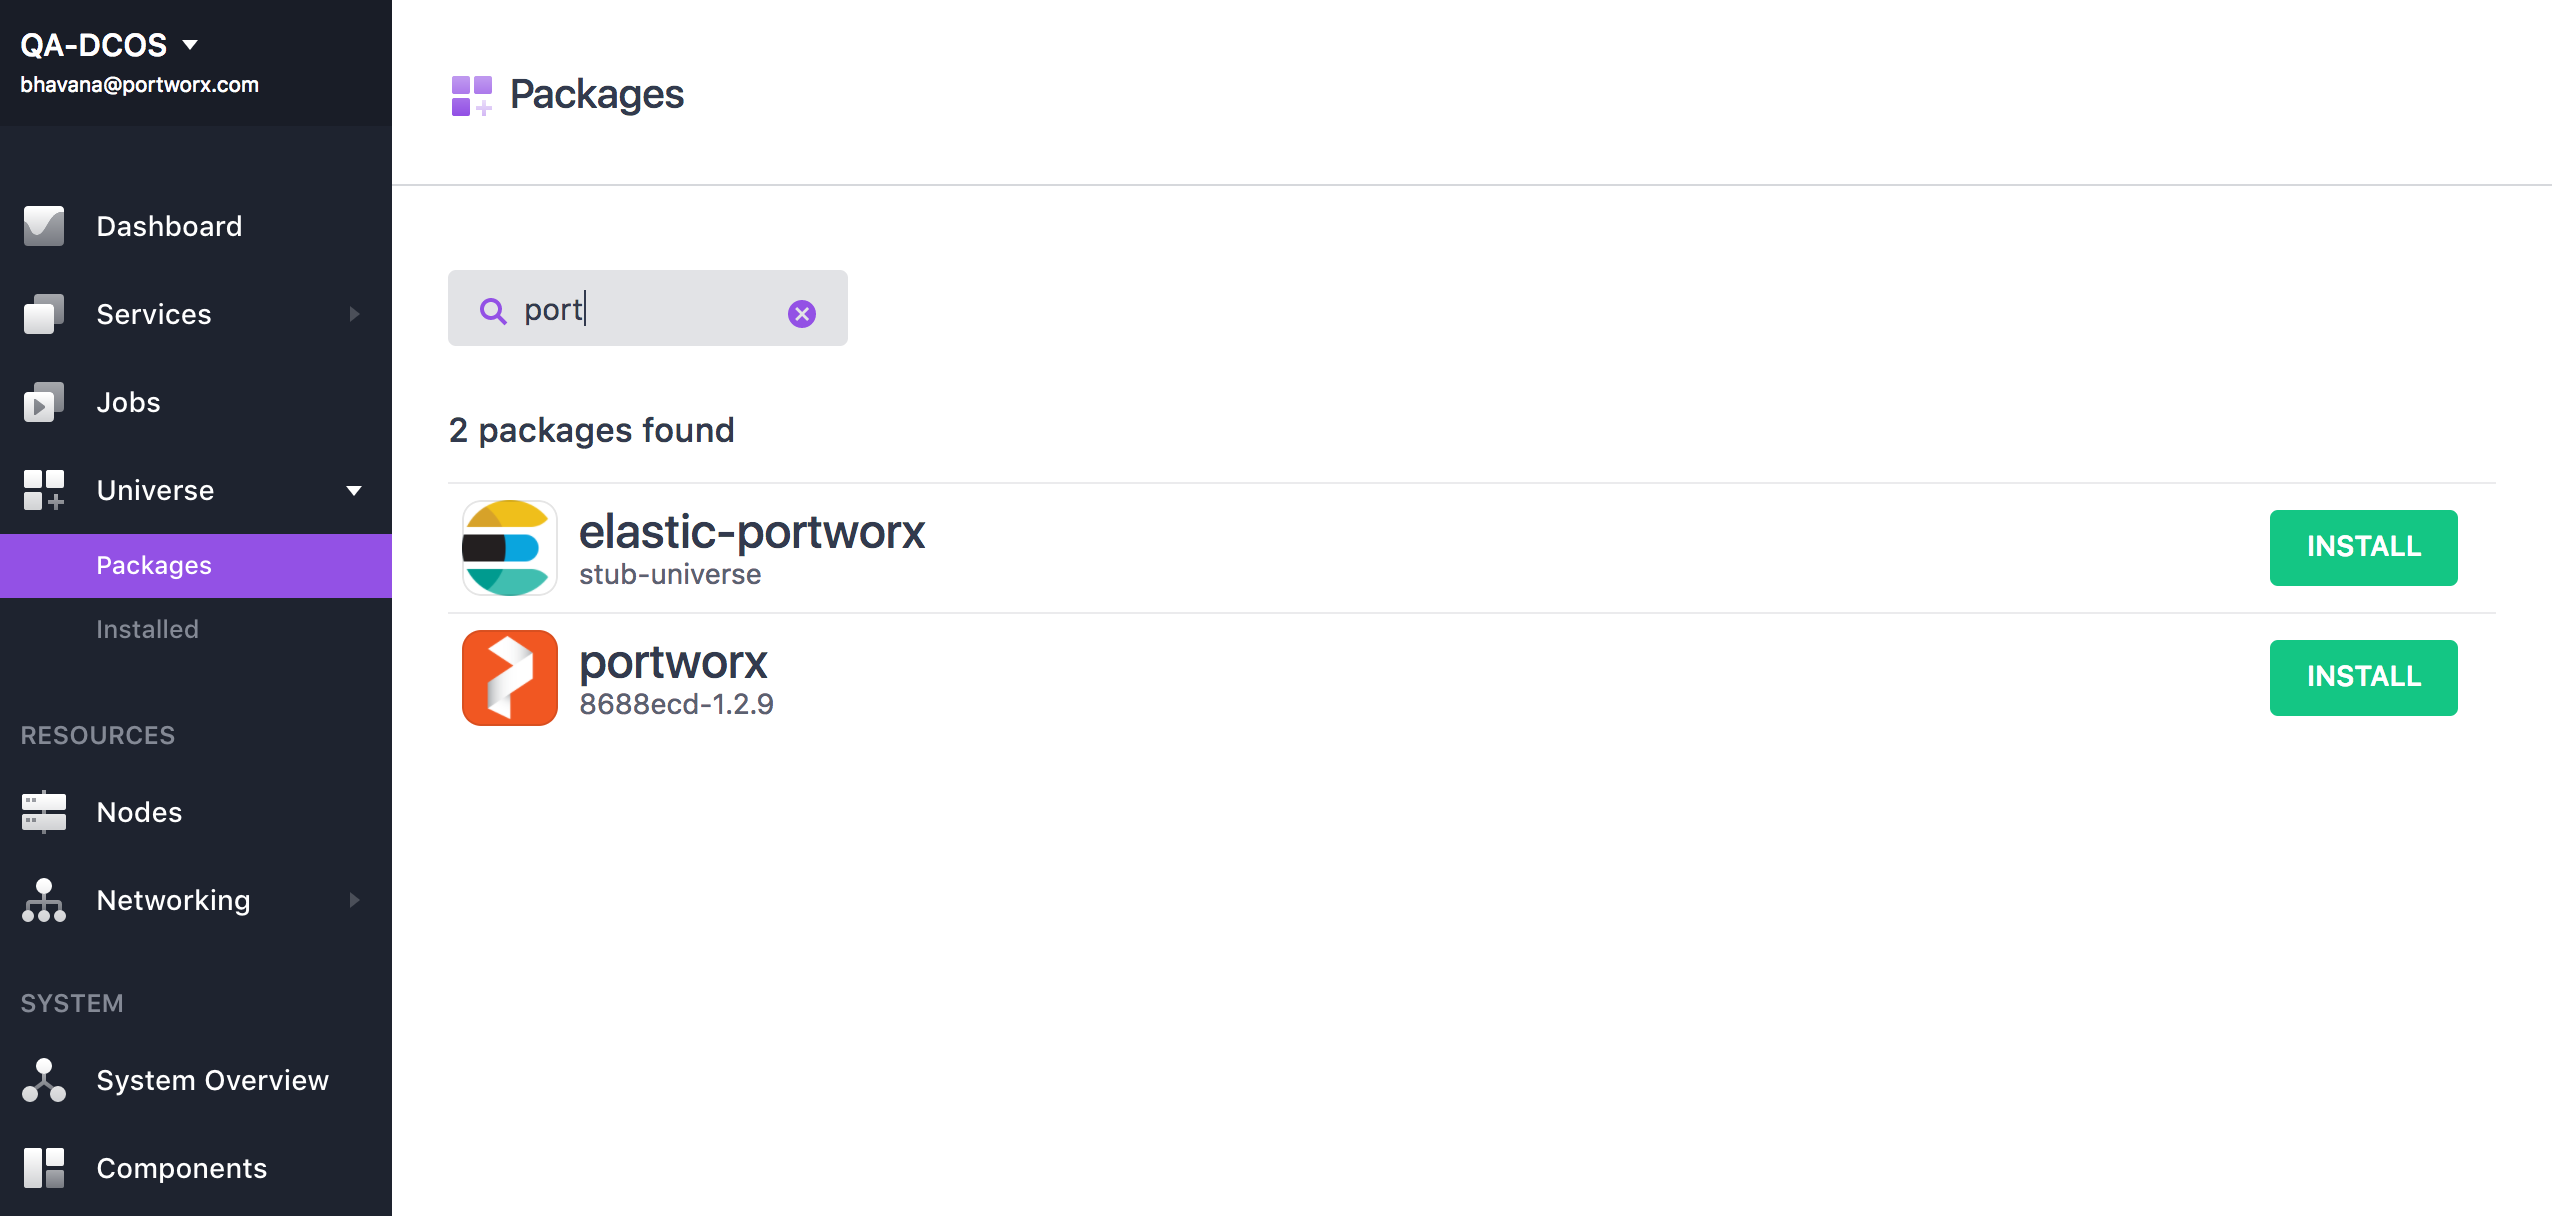 QA-DCOS
bhavana@portworx.com
Dashboard
Services
Jobs
Universe
Packages
Installed
RESOURCES
Nodes
Networking
SYSTEM
System Overview
Components
Packages
port
2 packages found
elastic-portworx
stub-universe
INSTALL
portworx
8688ecd-1.2.9
INSTALL